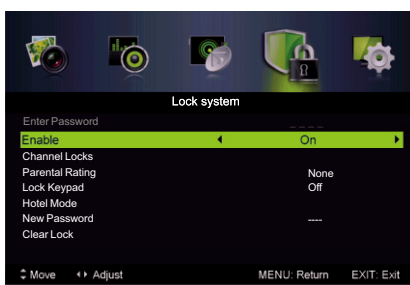 Lock system
Enter Password _ _ _ _
Enable On
Channel Locks
Parental Rating None
Lock Keypad Off
Hotel Mode
New Password ----
Clear Lock
Move Adjust MENU: Return EXIT: Exit